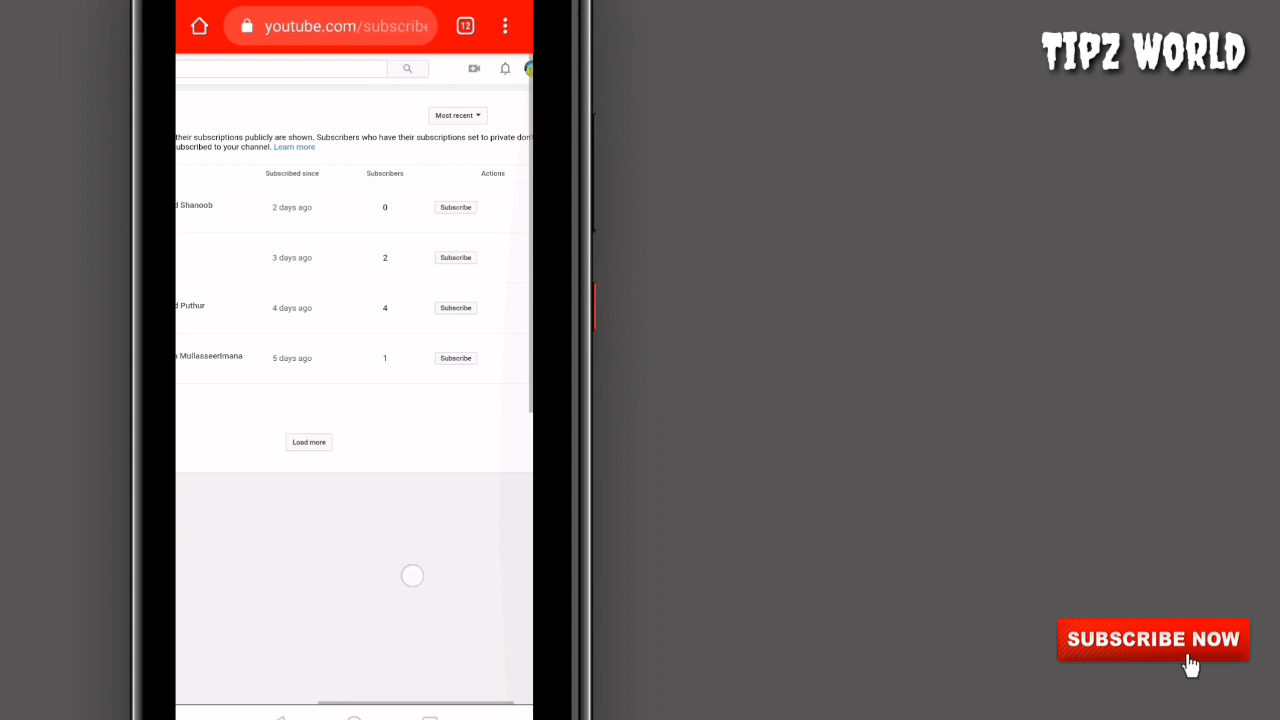 TIPZ WORLD
youtube.com/subscribe
12
Most recent
their subscriptions publicly are shown. Subscribers who have their subscriptions set to private don'
ubscribed to your channel. Learn more
Subscribed since Subscribers Actions
d Shanoob 2 days ago 0 Subscribe
3 days ago 2 Subscribe
d Puthur 4 days ago 4 Subscribe
n Mullasseerimana 5 days ago 1 Subscribe
Load more
SUBSCRIBE NOW